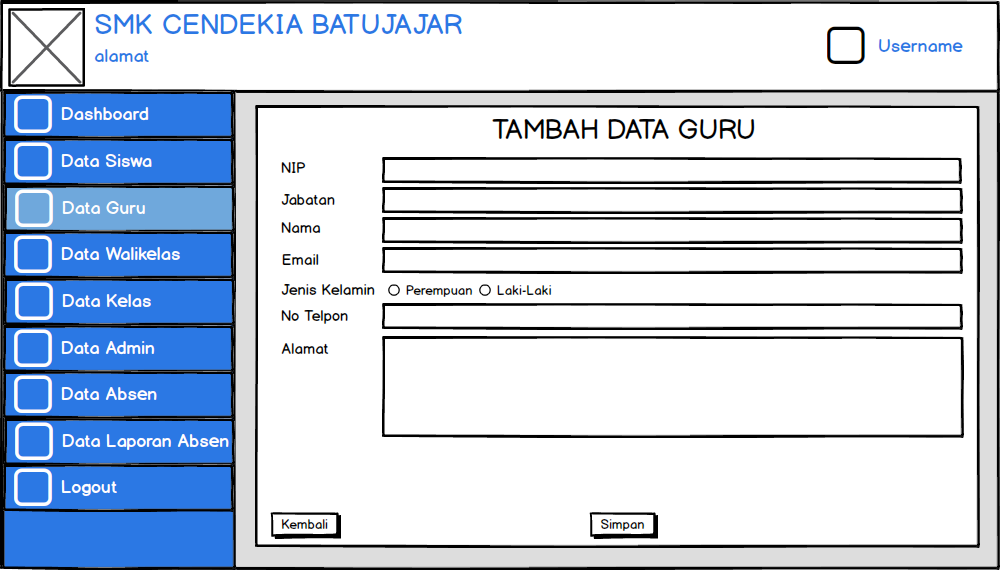 SMK CENDEKIA BATUJAJAR
alamat
Username
Dashboard
Data Siswa
Data Guru
Data Walikelas
Data Kelas
Data Admin
Data Absen
Data Laporan Absen
Logout
TAMBAH DATA GURU
NIP
Jabatan
Nama
Email
Jenis Kelamin Perempuan Laki-Laki
No Telpon
Alamat
Kembali Simpan